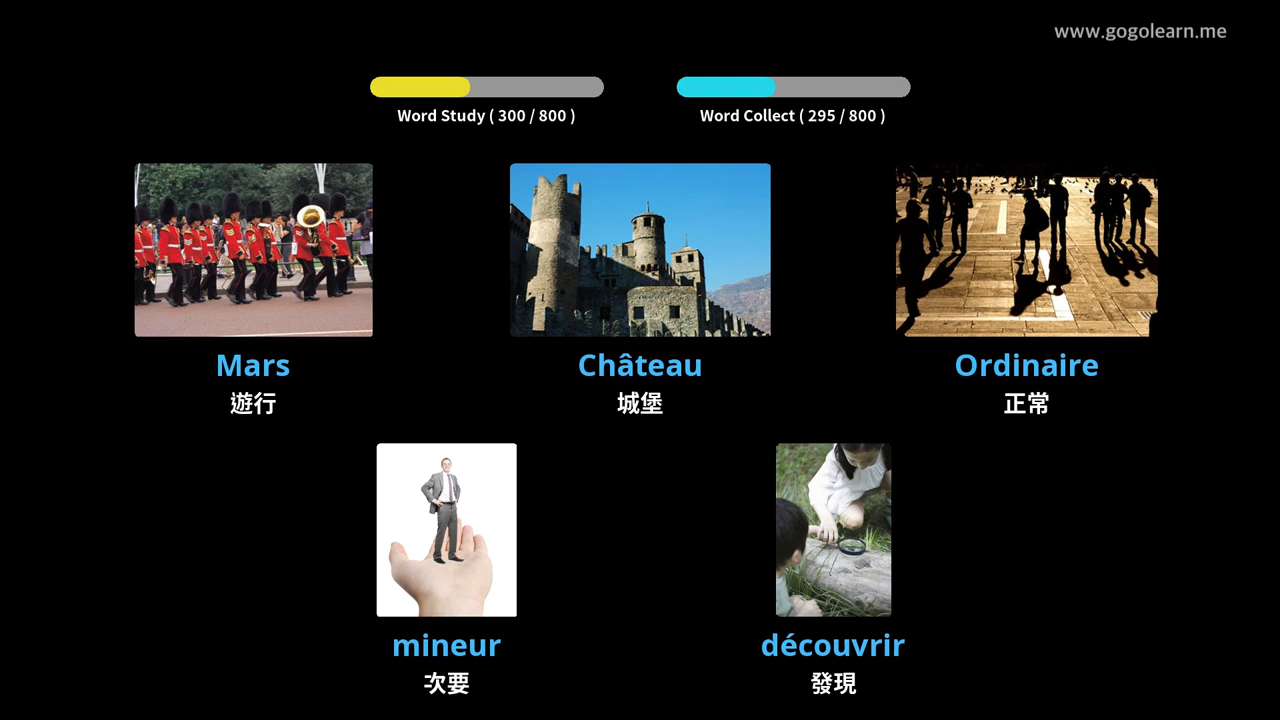 www.gogolearn.me
Word Study ( 300 / 800 )
Word Collect ( 295 / 800 )
Mars
遊行
Château
城堡
Ordinaire
正常
mineur
次要
découvrir
發現